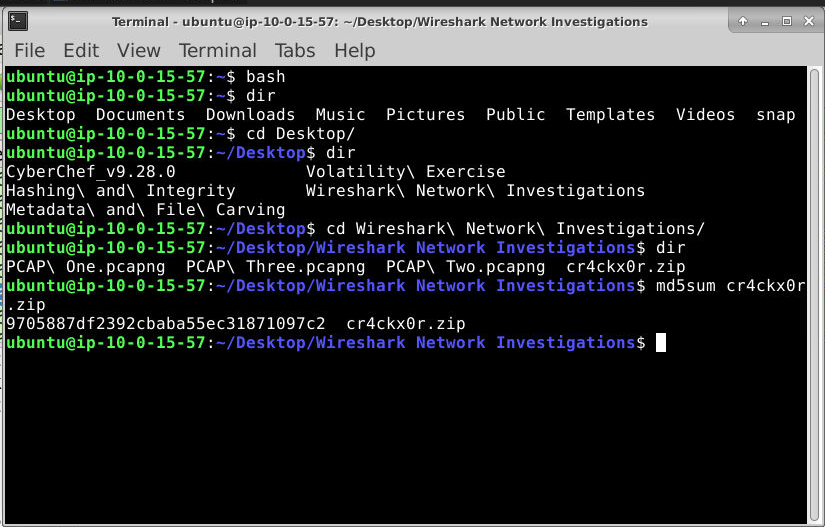 Terminal - ubuntu@ip-10-0-15-57: ~/Desktop/Wireshark Network Investigations
File Edit View Terminal Tabs Help
ubuntu@ip-10-0-15-57:~$ bash
ubuntu@ip-10-0-15-57:~$ dir
Desktop  Documents  Downloads  Music  Pictures  Public  Templates  Videos  snap
ubuntu@ip-10-0-15-57:~$ cd Desktop/
ubuntu@ip-10-0-15-57:~/Desktop$ dir
CyberChef_v9.28.0             Volatility\ Exercise
Hashing\ and\ Integrity       Wireshark\ Network\ Investigations
Metadata\ and\ File\ Carving
ubuntu@ip-10-0-15-57:~/Desktop$ cd Wireshark\ Network\ Investigations/
ubuntu@ip-10-0-15-57:~/Desktop/Wireshark Network Investigations$ dir
PCAP\ One.pcapng  PCAP\ Three.pcapng  PCAP\ Two.pcapng  cr4ckx0r.zip
ubuntu@ip-10-0-15-57:~/Desktop/Wireshark Network Investigations$ md5sum cr4ckx0r
.zip
9705887df2392cbaba55ec31871097c2  cr4ckx0r.zip
ubuntu@ip-10-0-15-57:~/Desktop/Wireshark Network Investigations$